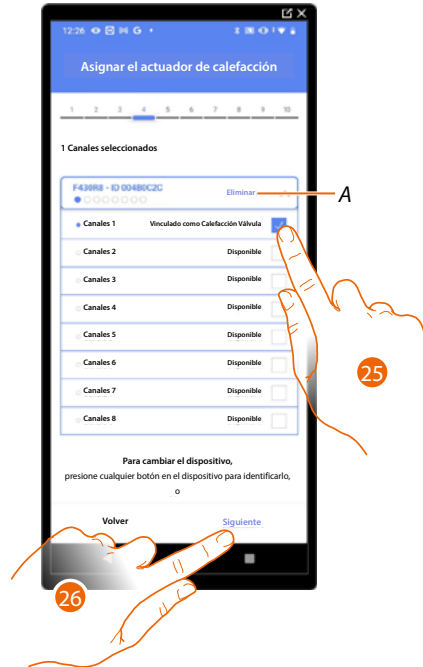 12:26
Asignar el actuador de calefacción
1 2 3 4 5 6 7 8 9 10
1 Canales seleccionados
F430R8 - ID 00480C2C
Eliminar
A
Canales 1 Vinculado como Calefacción Válvula
Canales 2 Disponible
Canales 3 Disponible
Canales 4 Disponible
Canales 5 Disponible
Canales 6 Disponible
Canales 7 Disponible
Canales 8 Disponible
25
Para cambiar el dispositivo,
presione cualquier botón en el dispositivo para identificarlo,
o
Volver Siguiente
26